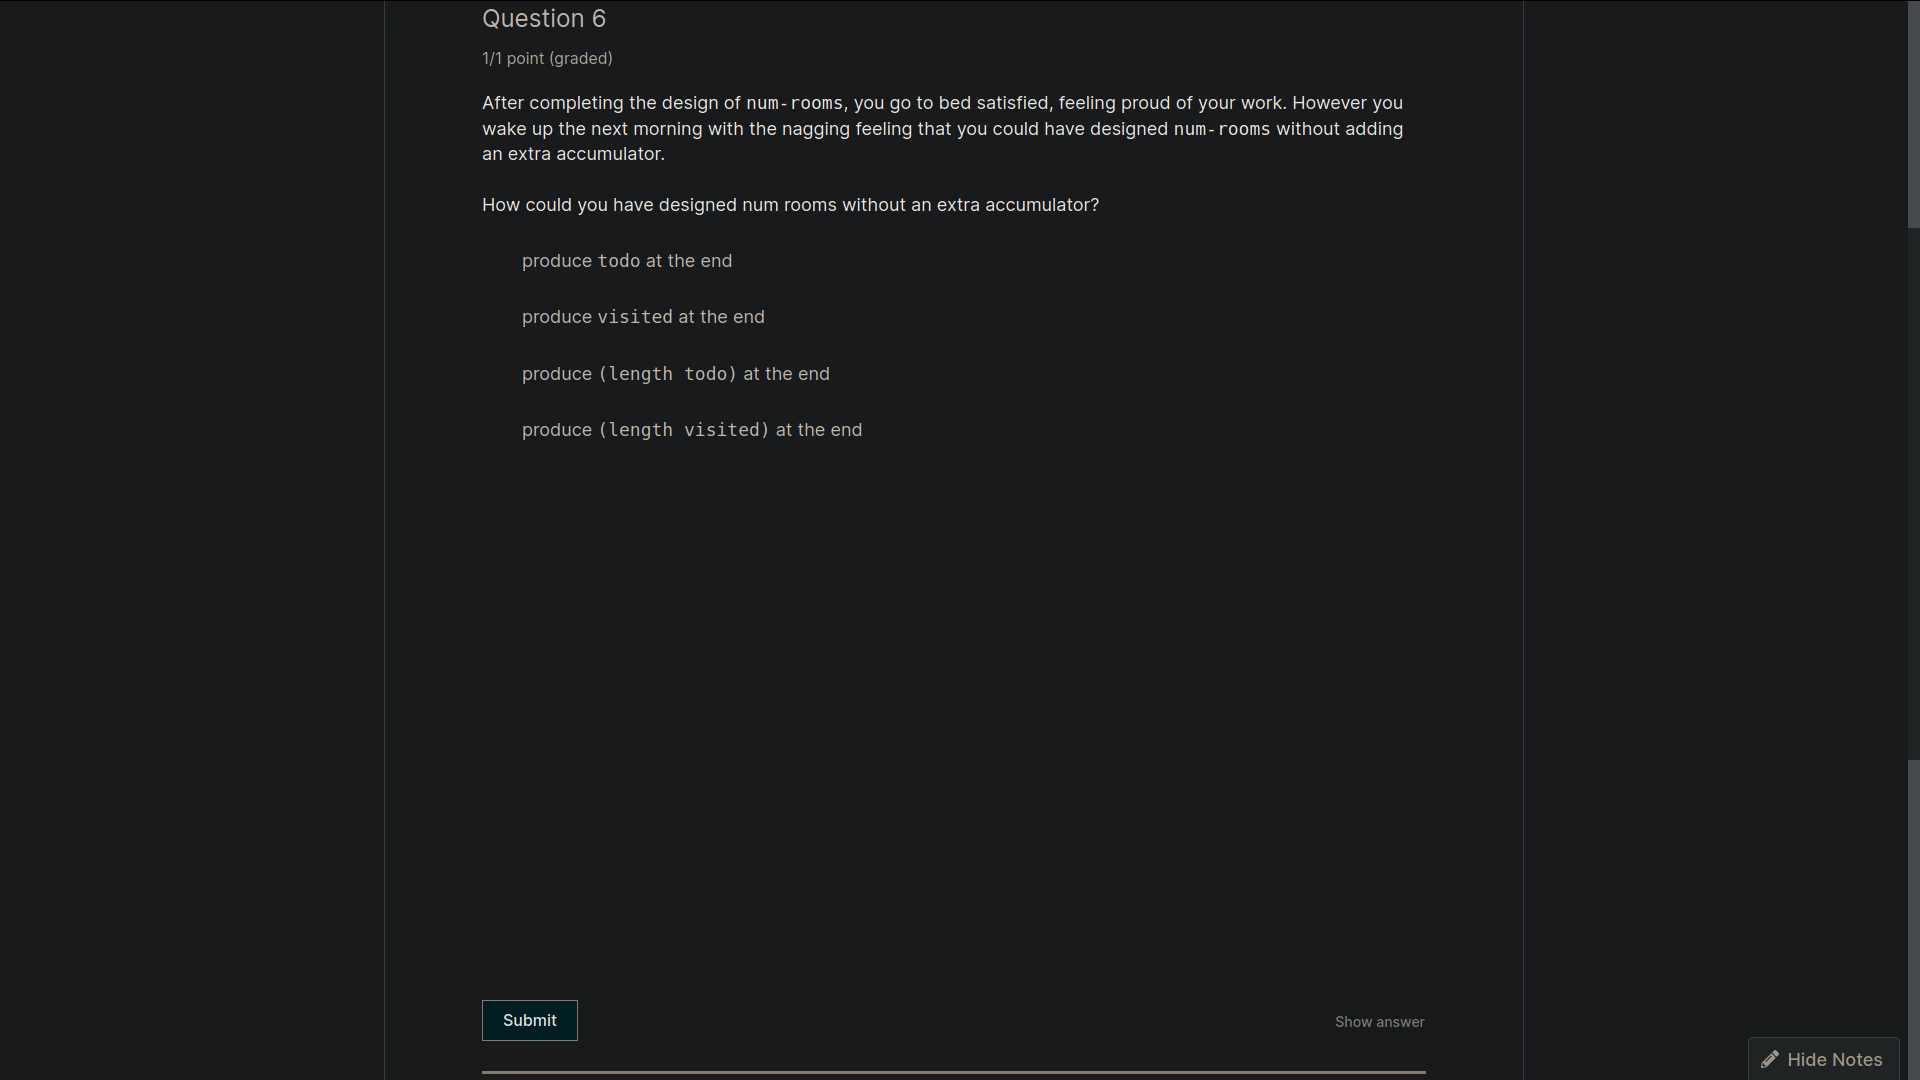 Question 6
1/1 point (graded)
After completing the design of num-rooms, you go to bed satisfied, feeling proud of your work. However you
wake up the next morning with the nagging feeling that you could have designed num-rooms without adding
an extra accumulator.
How could you have designed num rooms without an extra accumulator?
produce todo at the end
produce visited at the end
produce (length todo) at the end
produce (length visited) at the end
Submit
Show answer
Hide Notes